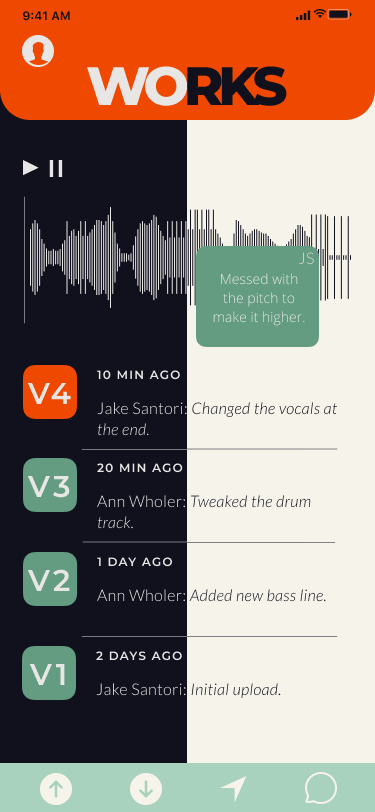 9:41 AM
WORKS
JS
Messed with
the pitch to
make it higher.
V4
10 MIN AGO
Jake Santori: Changed the vocals at
the end.
V3
20 MIN AGO
Ann Wholer: Tweaked the drum
track.
V2
1 DAY AGO
Ann Wholer: Added new bass line.
V1
2 DAYS AGO
Jake Santori: Initial upload.